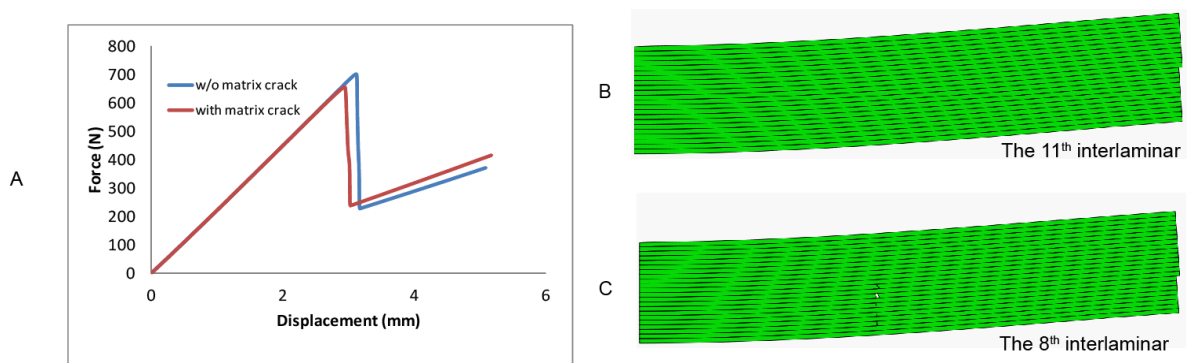 A
800
700
600
500
400
300
200
100
0
Force (N)
w/o matrix crack
with matrix crack
0 2 4 6
Displacement (mm)
B
The 11th interlaminar
C
The 8th interlaminar